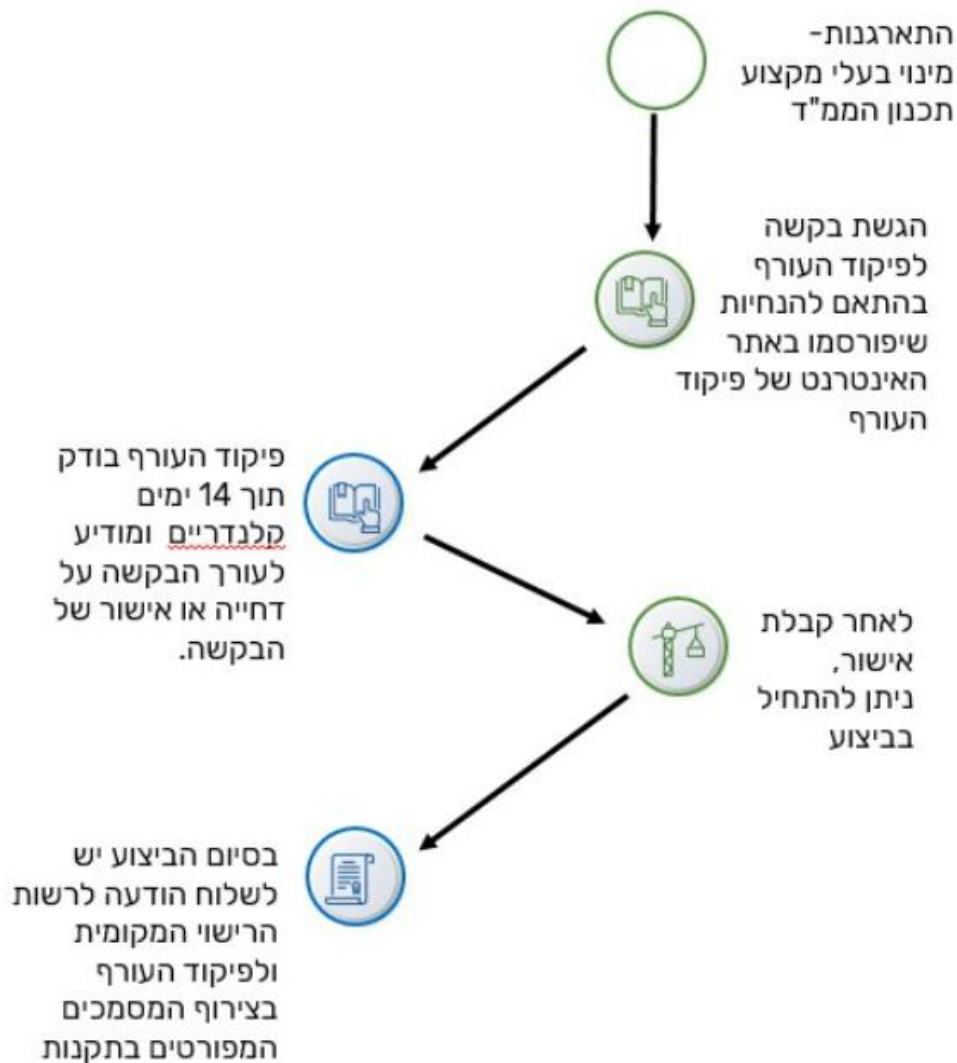 התארגנות-
מינוי בעלי מקצוע
תכנון הממ"ד
הגשת בקשה
לפיקוד העורף
בהתאם להנחיות
שיפורסמו באתר
האינטרנט של פיקוד
העורף
פיקוד העורף בודק
תוך 14 ימים
קלנדריים ומודיע
לעורך הבקשה על
דחייה או אישור של
הבקשה.
לאחר קבלת
אישור,
ניתן להתחיל
בביצוע
בסיום הביצוע יש
לשלוח הודעה לרשות
הרישוי המקומית
ולפיקוד העורף
בצירוף המסמכים
המפורטים בתקנות